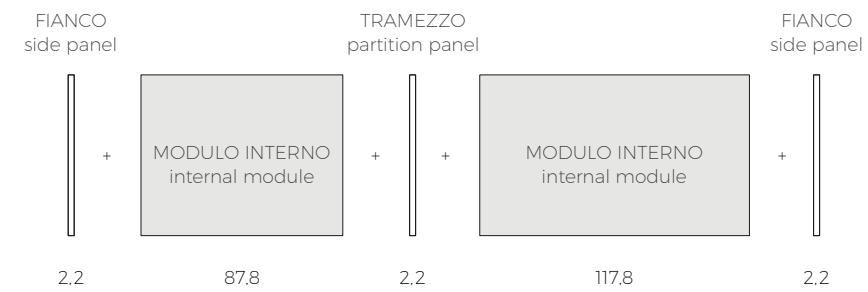 FIANCO
side panel
TRAMEZZO
partition panel
FIANCO
side panel
+
MODULO INTERNO
internal module
+
+
MODULO INTERNO
internal module
+
2,2
87,8
2,2
117,8
2,2